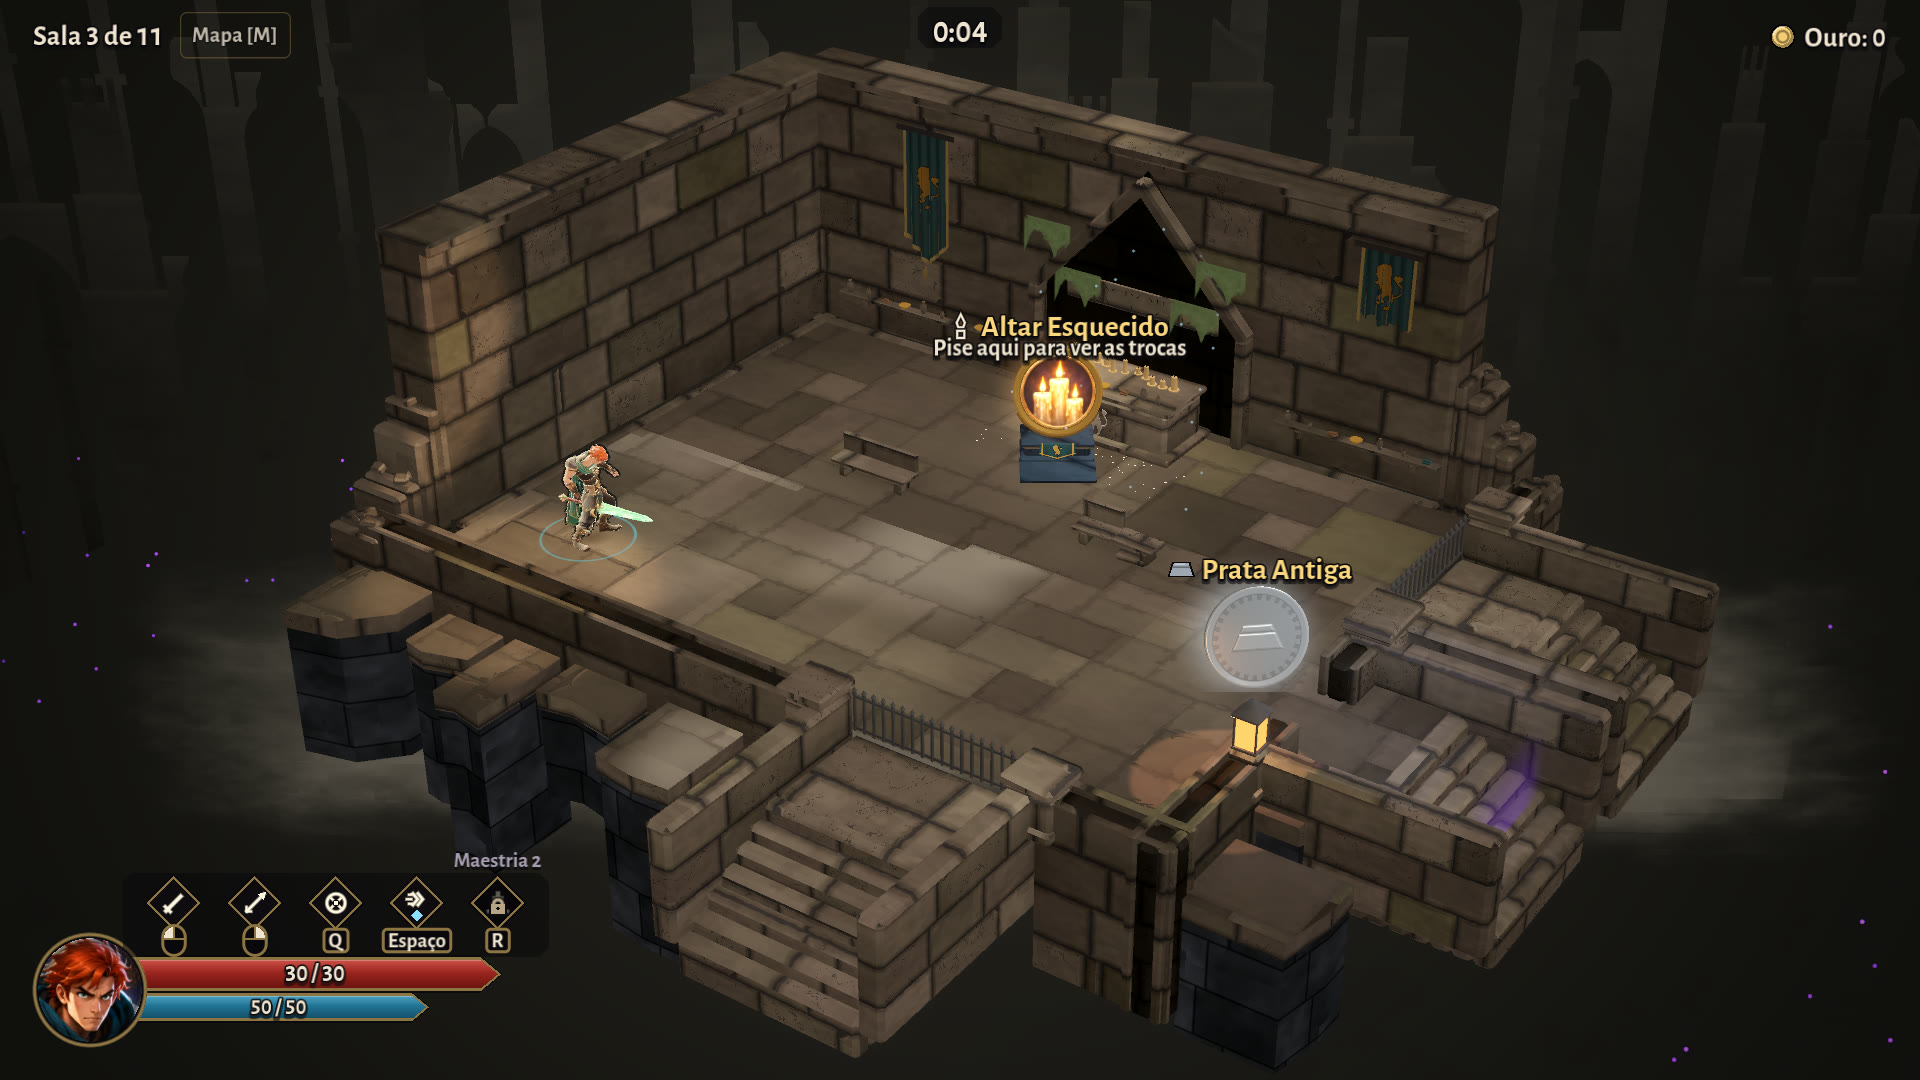 Sala 3 de 11
Mapa [M]
0:04
Ouro: 0
Altar Esquecido
Pise aqui para ver as trocas
Prata Antiga
Maestria 2
Q
Espaço
R
30/30
50/50